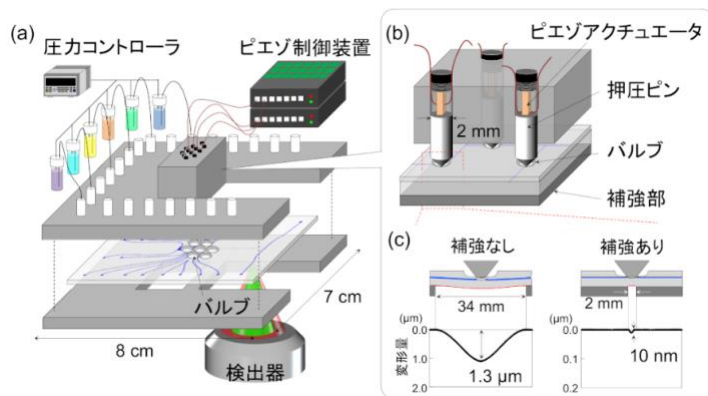 (a)
圧力コントローラ
ピエゾ制御装置
バルブ
8 cm
7 cm
検出器
(b)
ピエゾアクチュエータ
押圧ピン
2 mm
バルブ
補強部
(c)
補強なし
補強あり
34 mm
2 mm
(μm)
0.0
1.0
2.0
変形量
1.3 μm
(μm)
0.0
0.1
0.2
10 nm